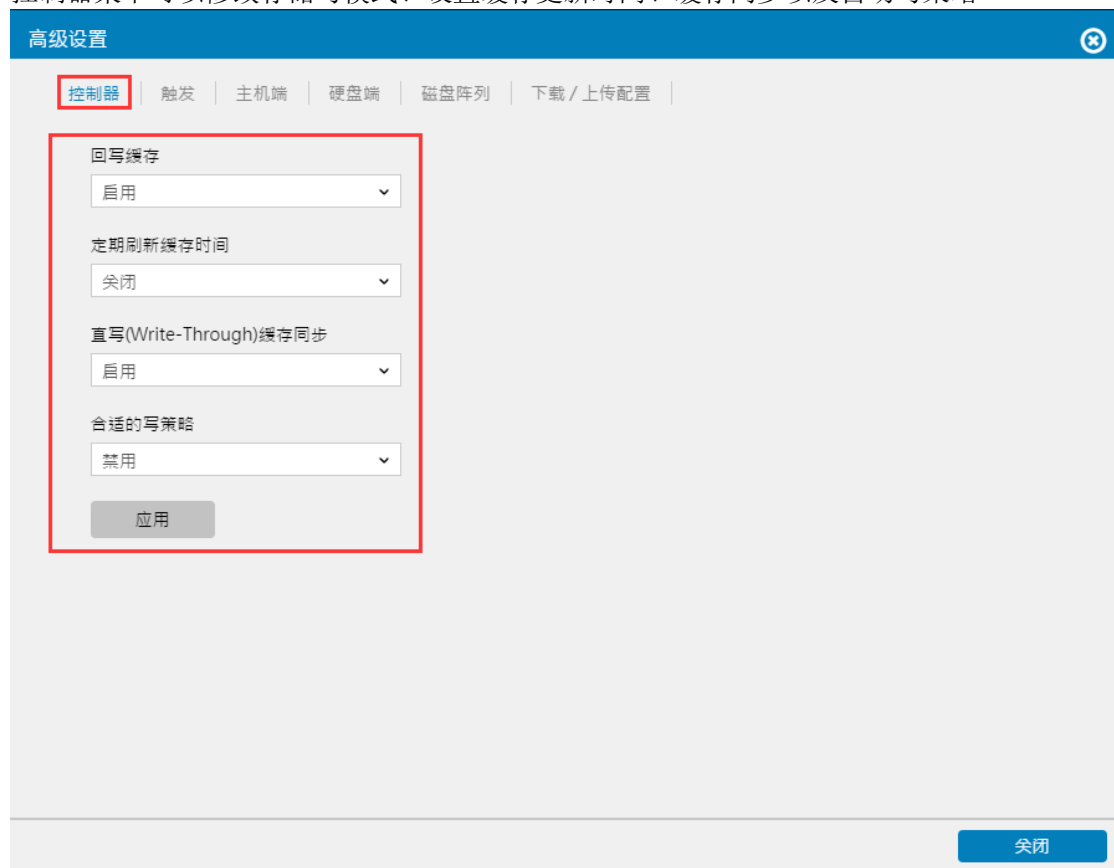 高级设置
控制器 触发 主机端 硬盘端 磁盘阵列 下载 / 上传配置
回写缓存
启用
定期刷新缓存时间
关闭
直写(Write-Through)缓存同步
启用
合适的写策略
禁用
应用
关闭